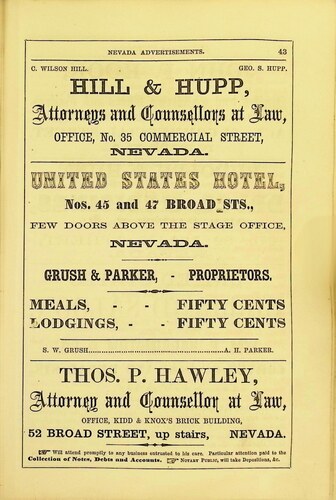 NEVADA ADVERTISEMENTS. 43
C. WILSON HILL. GEO. S. HUPP.
HILL & HUPP,
Attorneys and Counsellors at Law,
OFFICE, No. 35 COMMERCIAL STREET,
NEVADA.
UNITED STATES HOTEL,
Nos. 45 and 47 BROAD STS.,
FEW DOORS ABOVE THE STAGE OFFICE,
NEVADA.
GRUSH & PARKER, - PROPRIETORS.
MEALS, - - FIFTY CENTS
LODGINGS, - - FIFTY CENTS
S. W. GRUSH..............................A. H. PARKER.
THOS. P. HAWLEY,
Attorney and Counsellor at Law,
OFFICE, KIDD & KNOX'S BRICK BUILDING,
52 BROAD STREET, up stairs, NEVADA.
☞ Will attend promptly to any business entrusted to his care. Particular attention paid to the
Collection of Notes, Debts and Accounts. ☞ NOTARY PUBLIC, will take Depositions, &c.